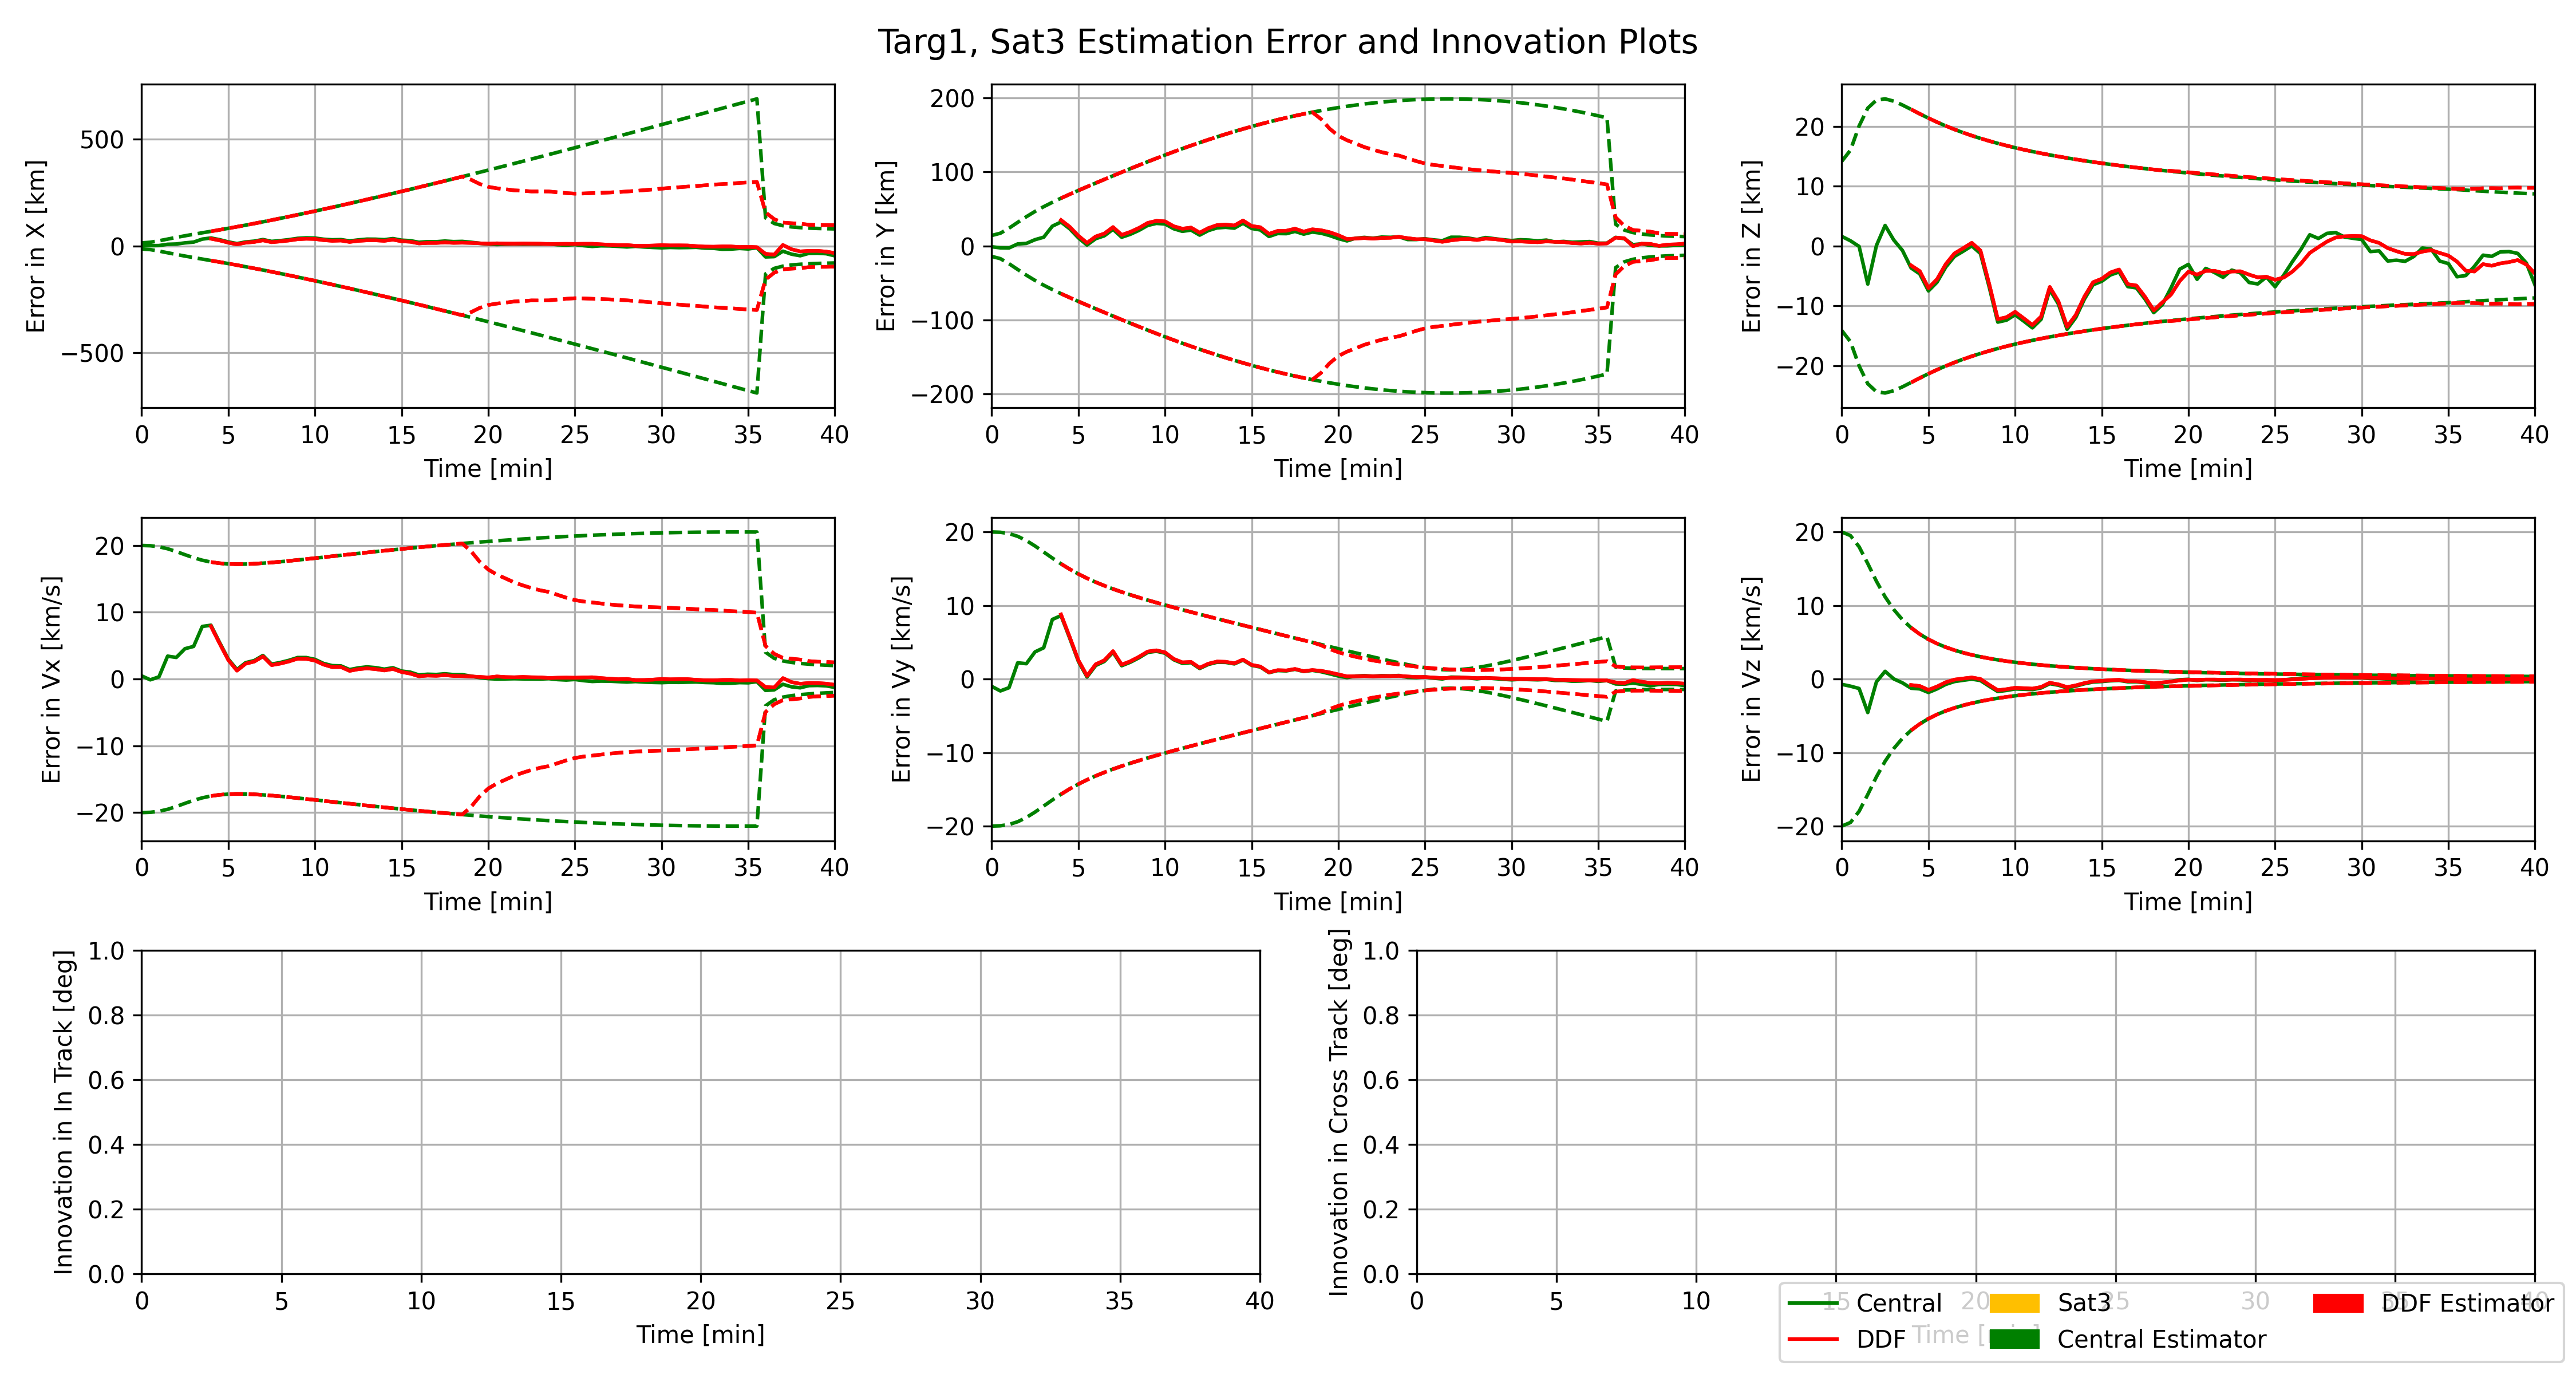 Targ1, Sat3 Estimation Error and Innovation Plots
Error in X [km]
500
0
−500
0 5 10 15 20 25 30 35 40
Time [min]
Error in Y [km]
200
100
0
−100
−200
0 5 10 15 20 25 30 35 40
Time [min]
Error in Z [km]
20
10
0
−10
−20
0 5 10 15 20 25 30 35 40
Time [min]
Error in Vx [km/s]
20
10
0
−10
−20
0 5 10 15 20 25 30 35 40
Time [min]
Error in Vy [km/s]
20
10
0
−10
−20
0 5 10 15 20 25 30 35 40
Time [min]
Error in Vz [km/s]
20
10
0
−10
−20
0 5 10 15 20 25 30 35 40
Time [min]
Innovation in In Track [deg]
1.0
0.8
0.6
0.4
0.2
0.0
0 5 10 15 20 25 30 35 40
Time [min]
Innovation in Cross Track [deg]
1.0
0.8
0.6
0.4
0.2
0.0
0 5 10 15 20 25 30 35 40
Time [
Central
DDF
Sat3
Central Estimator
DDF Estimator